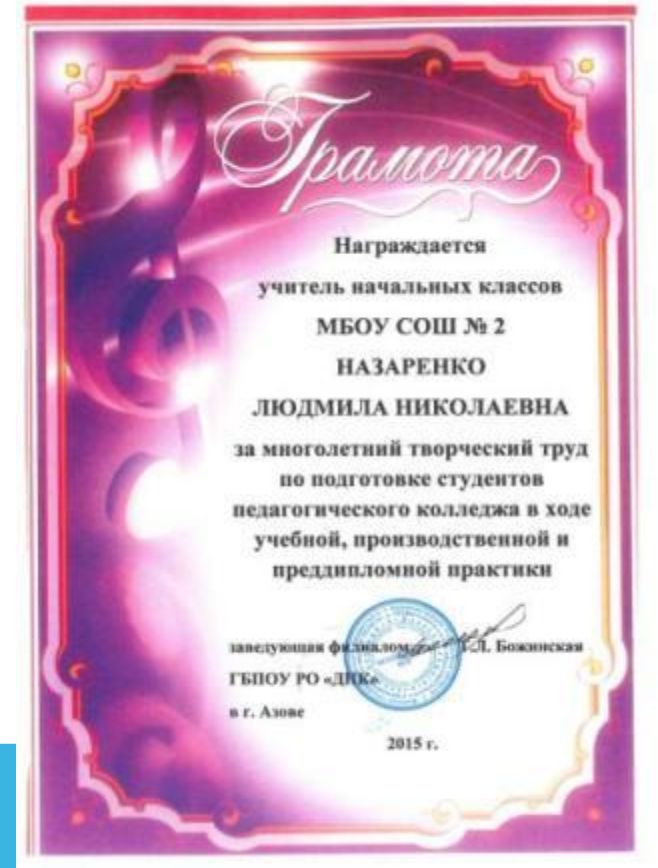 Грамота
Награждается
учитель начальных классов
МБОУ СОШ № 2
НАЗАРЕНКО
ЛЮДМИЛА НИКОЛАЕВНА
за многолетний творческий труд
по подготовке студентов
педагогического колледжа в ходе
учебной, производственной и
преддипломной практики
заведующая филиалом Л. Божинская
ГБПОУ РО «ДПК»
в г. Азове
2015 г.